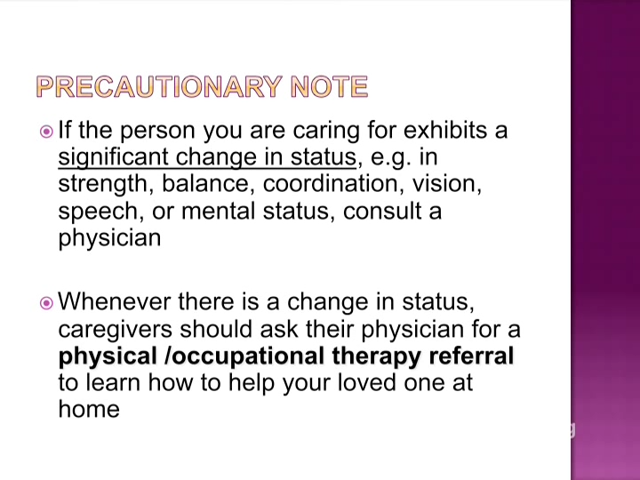 PRECAUTIONARY NOTE
If the person you are caring for exhibits a
significant change in status, e.g. in
strength, balance, coordination, vision,
speech, or mental status, consult a
physician
Whenever there is a change in status,
caregivers should ask their physician for a
physical /occupational therapy referral
to learn how to help your loved one at
home